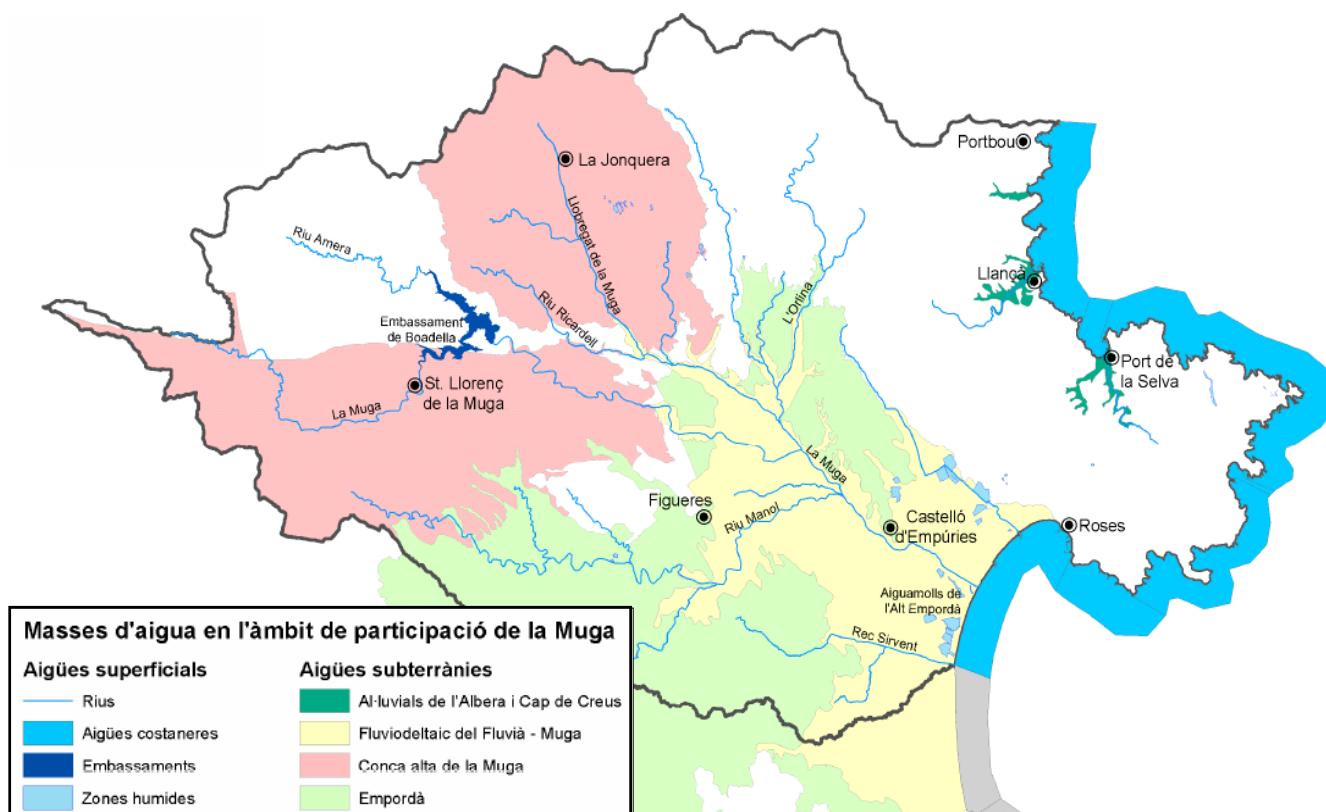 Portbou
La Jonquera
Llobregat de la Muga
Riu Amera
Llançà
L'Orlina
Embassament
de Boadella
Riu Ricardell
Port de
la Selva
St. Llorenç
de la Muga
La Muga
La Muga
Figueres
Riu Manol
Castelló
d'Empúries
Roses
Aiguamolls de
l'Alt Empordà
Rec Sirvent
Masses d'aigua en l'àmbit de participació de la Muga
Aigües superficials
Rius
Aigües costaneres
Embassaments
Zones humides
Aigües subterrànies
Al·luvials de l'Albera i Cap de Creus
Fluviodeltaic del Fluvià - Muga
Conca alta de la Muga
Empordà